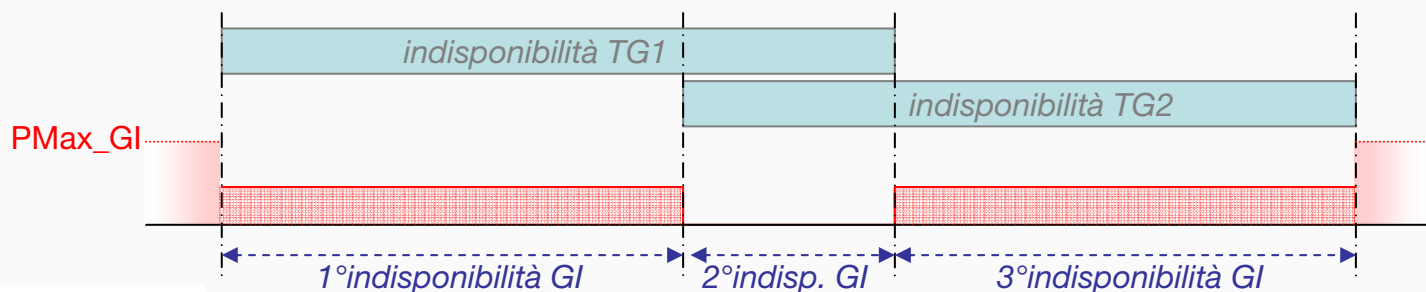 indisponibilità TG1
indisponibilità TG2
PMax_GI
1°indisponibilità GI
2°indisp. GI
3°indisponibilità GI